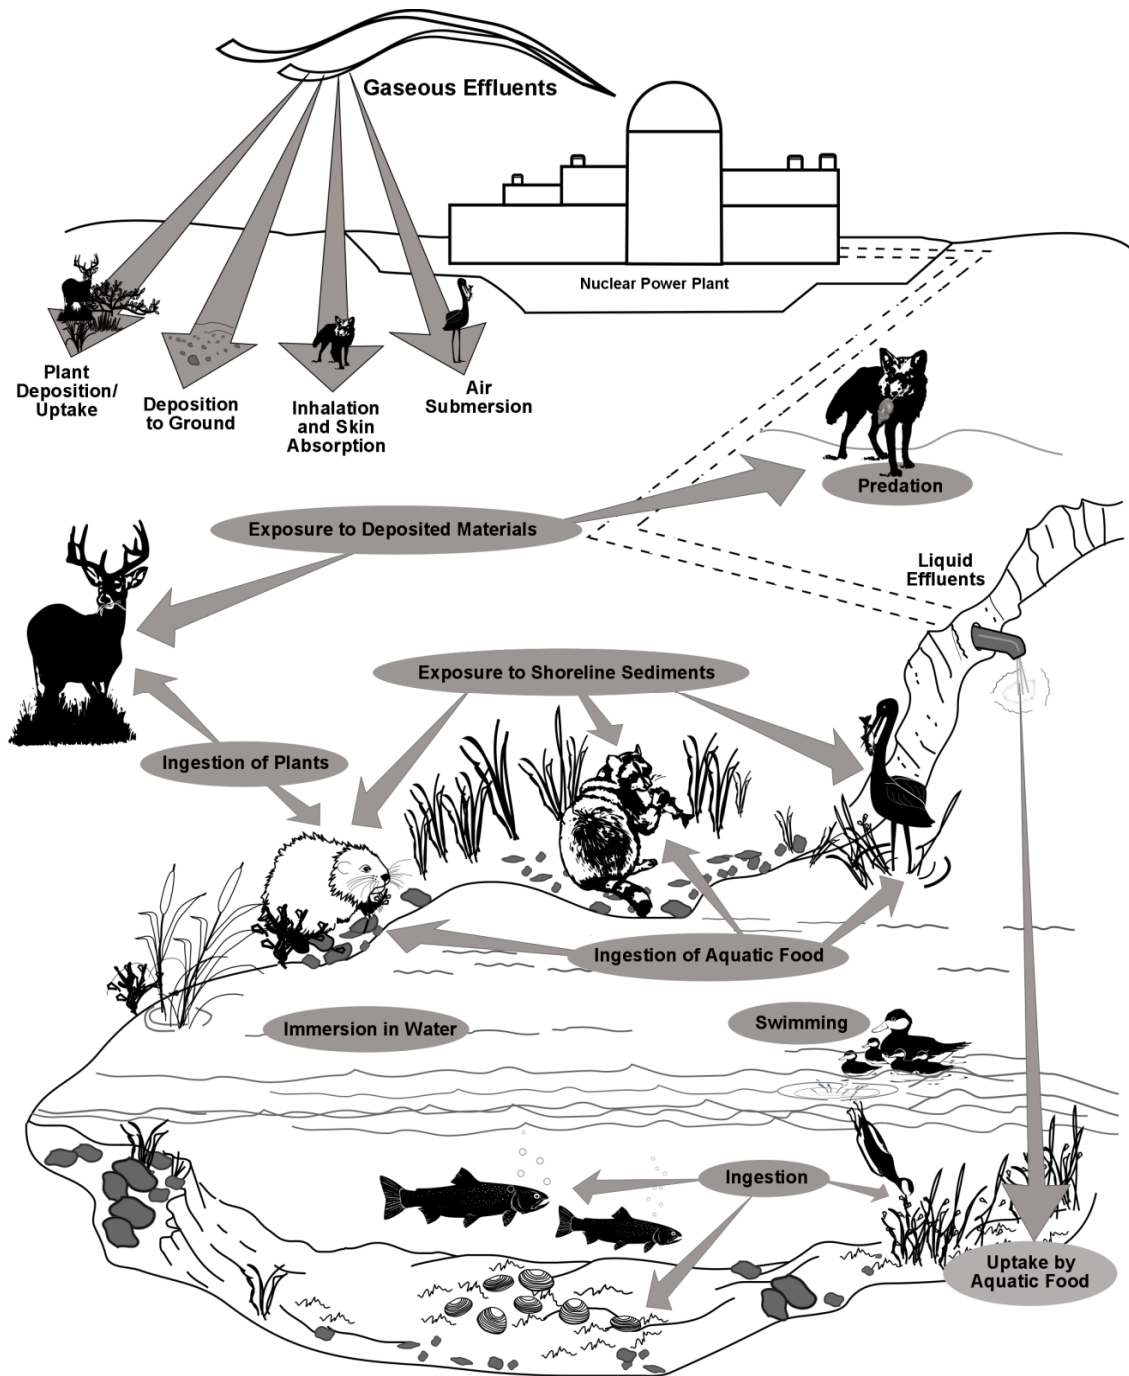 Gaseous Effluents
Nuclear Power Plant
Plant
Deposition/
Uptake
Deposition
to Ground
Inhalation
and Skin
Absorption
Air
Submersion
Predation
Exposure to Deposited Materials
Liquid
Effluents
Exposure to Shoreline Sediments
Ingestion of Plants
Ingestion of Aquatic Food
Immersion in Water
Swimming
Ingestion
Uptake by
Aquatic Food